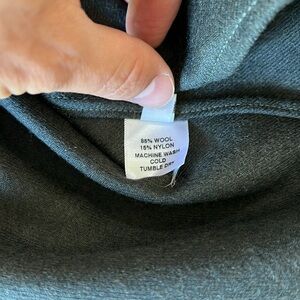 85% WOOL
15% NYLON
MACHINE WASH
COLD
TUMBLE DRY